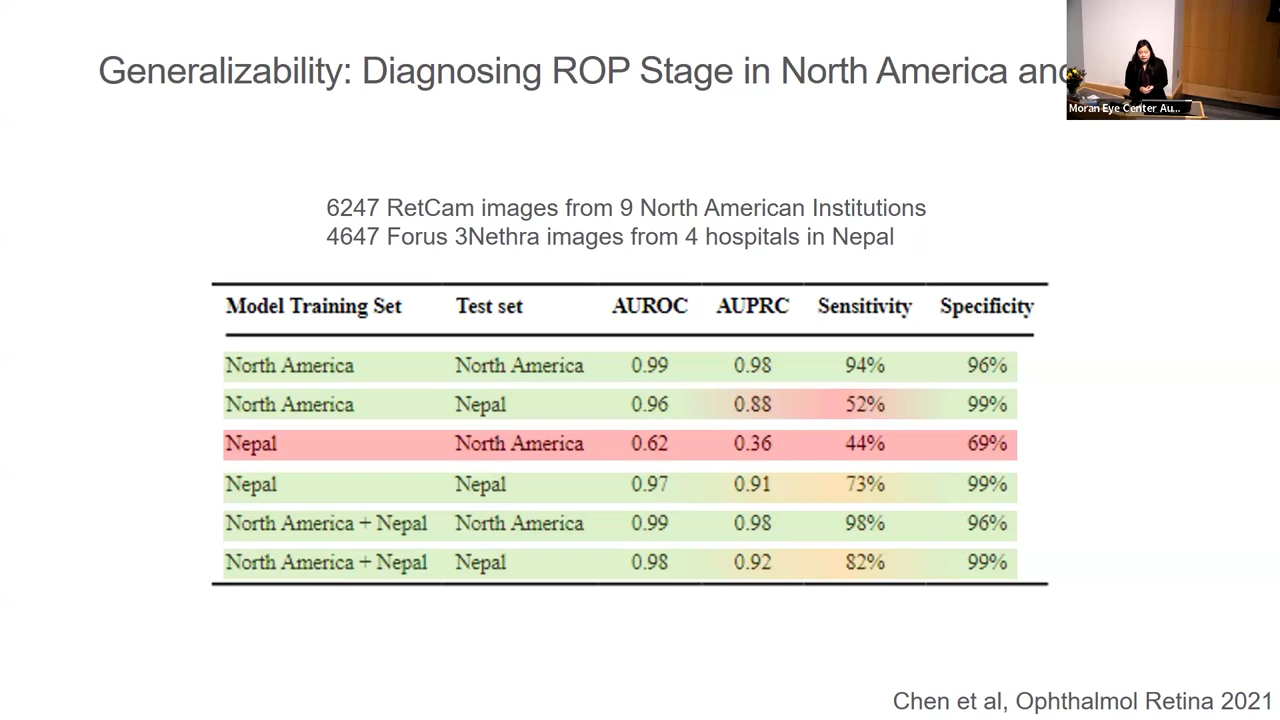 Generalizability: Diagnosing ROP Stage in North America and
Moran Eye Center Au...
6247 RetCam images from 9 North American Institutions
4647 Forus 3Nethra images from 4 hospitals in Nepal
Model Training Set Test set AUROC AUPRC Sensitivity Specificity
North America North America 0.99 0.98 94% 96%
North America Nepal 0.96 0.88 52% 99%
Nepal North America 0.62 0.36 44% 69%
Nepal Nepal 0.97 0.91 73% 99%
North America + Nepal North America 0.99 0.98 98% 96%
North America + Nepal Nepal 0.98 0.92 82% 99%
Chen et al, Ophthalmol Retina 2021